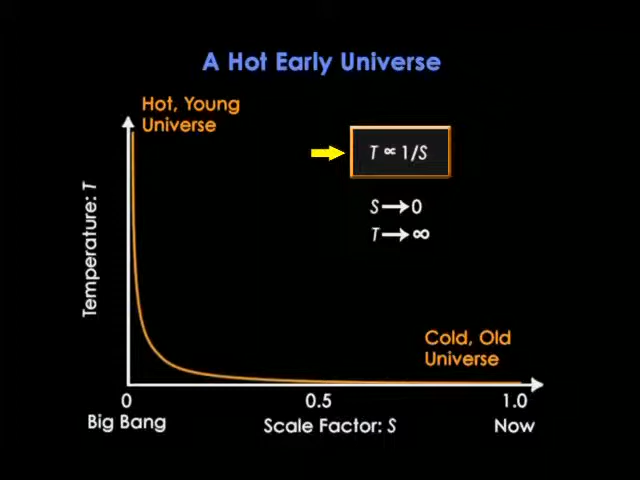 A Hot Early Universe
Hot, Young
Universe
T ∝ 1/S
S→0
T→∞
Temperature: T
Cold, Old
Universe
0
0.5
1.0
Big Bang
Scale Factor: S
Now